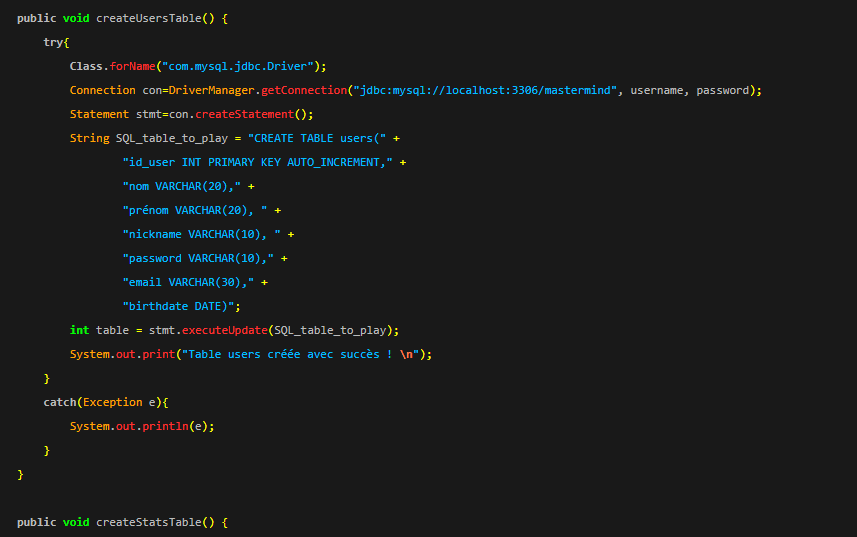 public void createUsersTable() {
try{
Class.forName("com.mysql.jdbc.Driver");
Connection con=DriverManager.getConnection("jdbc:mysql://localhost:3306/mastermind", username, password);
Statement stmt=con.createStatement();
String SQL_table_to_play = "CREATE TABLE users(" +
"id_user INT PRIMARY KEY AUTO_INCREMENT," +
"nom VARCHAR(20)," +
"prénom VARCHAR(20), " +
"nickname VARCHAR(10), " +
"password VARCHAR(10)," +
"email VARCHAR(30)," +
"birthdate DATE)";
int table = stmt.executeUpdate(SQL_table_to_play);
System.out.print("Table users créée avec succès ! \n");
}
catch(Exception e){
System.out.println(e);
}
}
public void createStatsTable() {